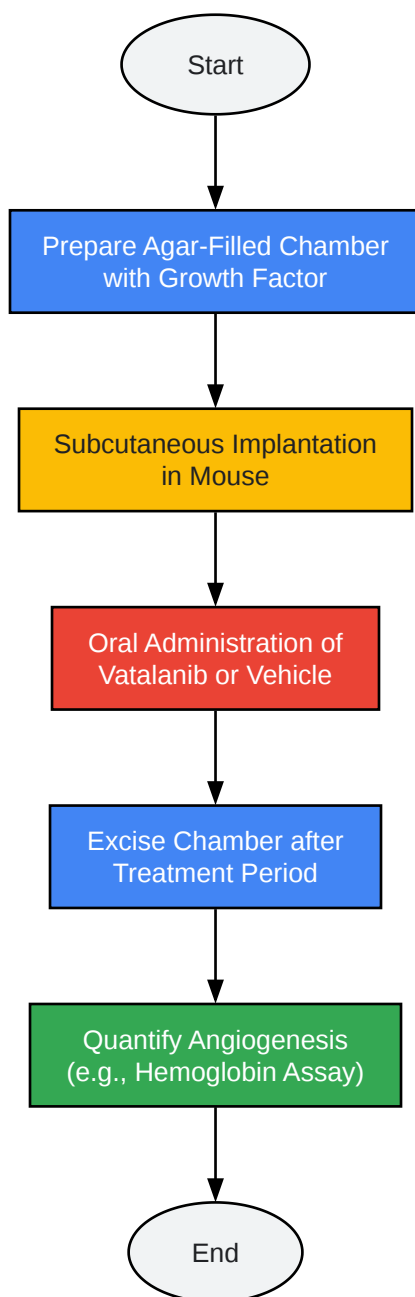 Start
Prepare Agar-Filled Chamber
with Growth Factor
Subcutaneous Implantation
in Mouse
Oral Administration of
Vatalanib or Vehicle
Excise Chamber after
Treatment Period
Quantify Angiogenesis
(e.g., Hemoglobin Assay)
End